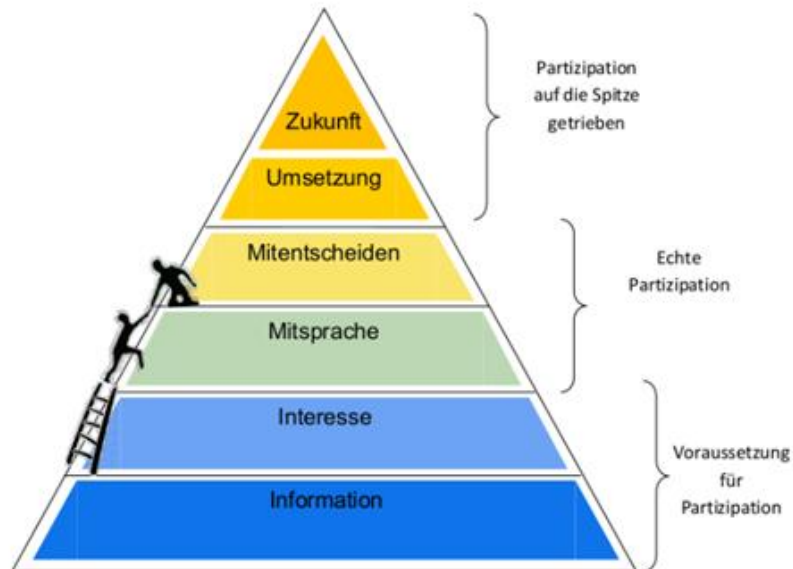 Zukunft
Umsetzung
Mitentscheiden
Mitsprache
Interesse
Information
Partizipation
auf die Spitze
getrieben
Echte
Partizipation
Voraussetzung
für
Partizipation